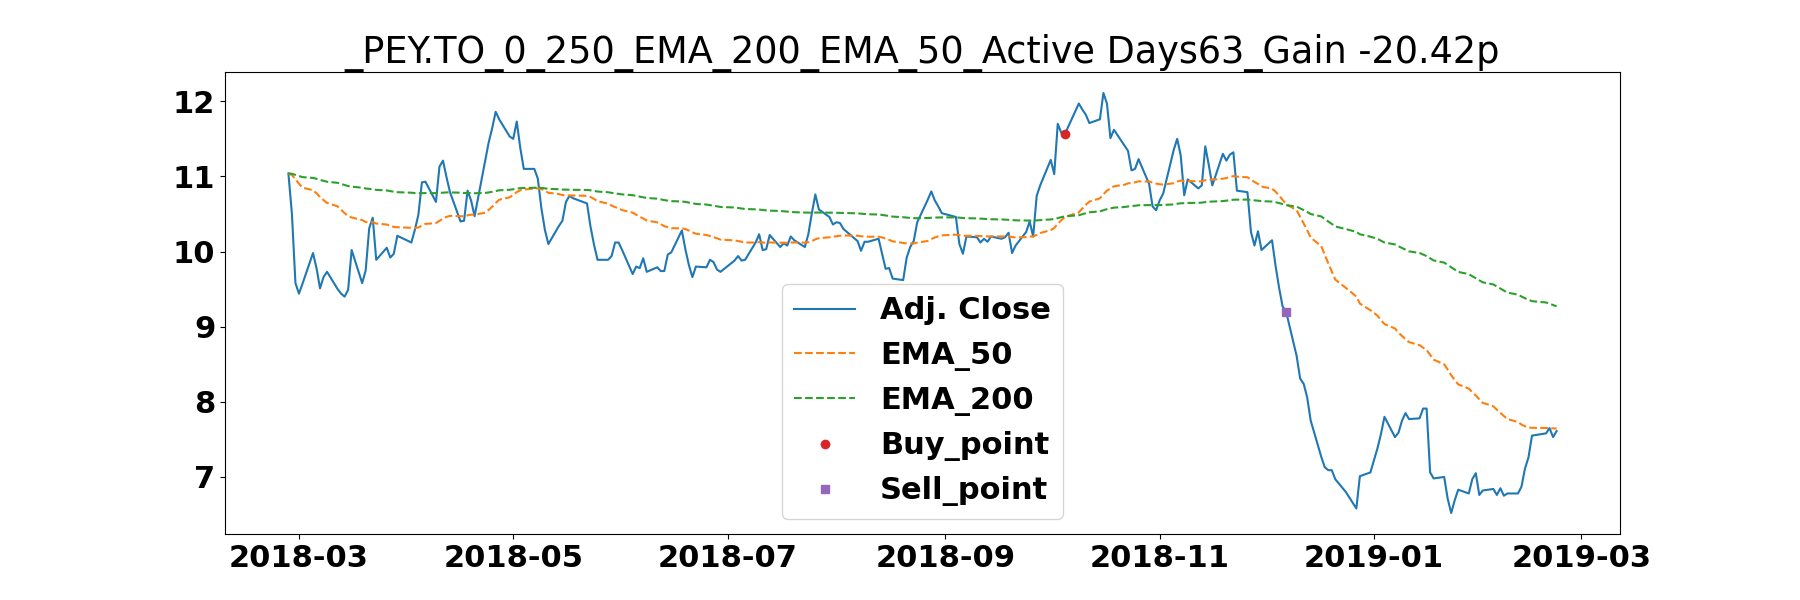 _PEY.TO_0_250_EMA_200_EMA_50_Active Days63_Gain -20.42p
12
11
10
9
8
7
Adj. Close
EMA_50
EMA_200
Buy_point
Sell_point
2018-03 2018-05 2018-07 2018-09 2018-11 2019-01 2019-03